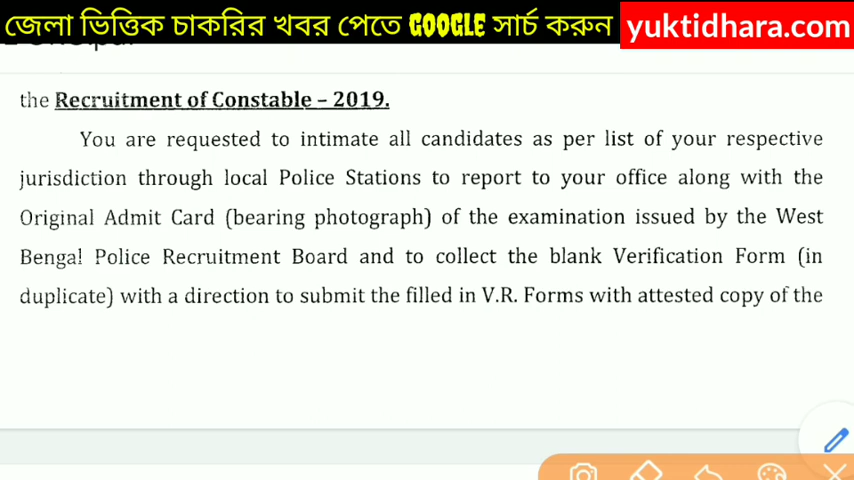 জেলা ভিত্তিক চাকরির খবর পেতে GOOGLE সার্চ করুন yuktidhara.com
the Recruitment of Constable – 2019.
You are requested to intimate all candidates as per list of your respective
jurisdiction through local Police Stations to report to your office along with the
Original Admit Card (bearing photograph) of the examination issued by the West
Bengal Police Recruitment Board and to collect the blank Verification Form (in
duplicate) with a direction to submit the filled in V.R. Forms with attested copy of the